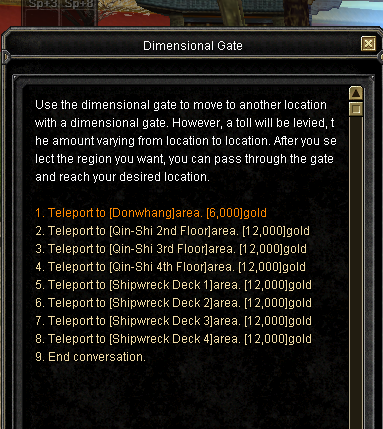 Sp+3 Sp+8
Dimensional Gate
Use the dimensional gate to move to another location
with a dimensional gate. However, a toll will be levied, t
he amount varying from location to location. After you se
lect the region you want, you can pass through the gate
and reach your desired location.
1. Teleport to [Donwhang]area. [6,000]gold
2. Teleport to [Qin-Shi 2nd Floor]area. [12,000]gold
3. Teleport to [Qin-Shi 3rd Floor]area. [12,000]gold
4. Teleport to [Qin-Shi 4th Floor]area. [12,000]gold
5. Teleport to [Shipwreck Deck 1]area. [12,000]gold
6. Teleport to [Shipwreck Deck 2]area. [12,000]gold
7. Teleport to [Shipwreck Deck 3]area. [12,000]gold
8. Teleport to [Shipwreck Deck 4]area. [12,000]gold
9. End conversation.